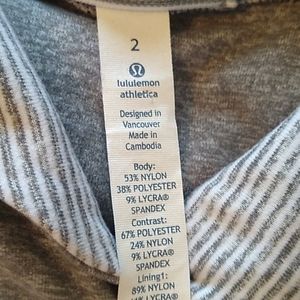 2
lululemon
athletica
Designed in
Vancouver
Made in
Cambodia
Body:
53% NYLON
38% POLYESTER
9% LYCRA®
SPANDEX
Contrast:
67% POLYESTER
24% NYLON
9% LYCRA®
SPANDEX
Lining1:
89% NYLON
LYCRA®